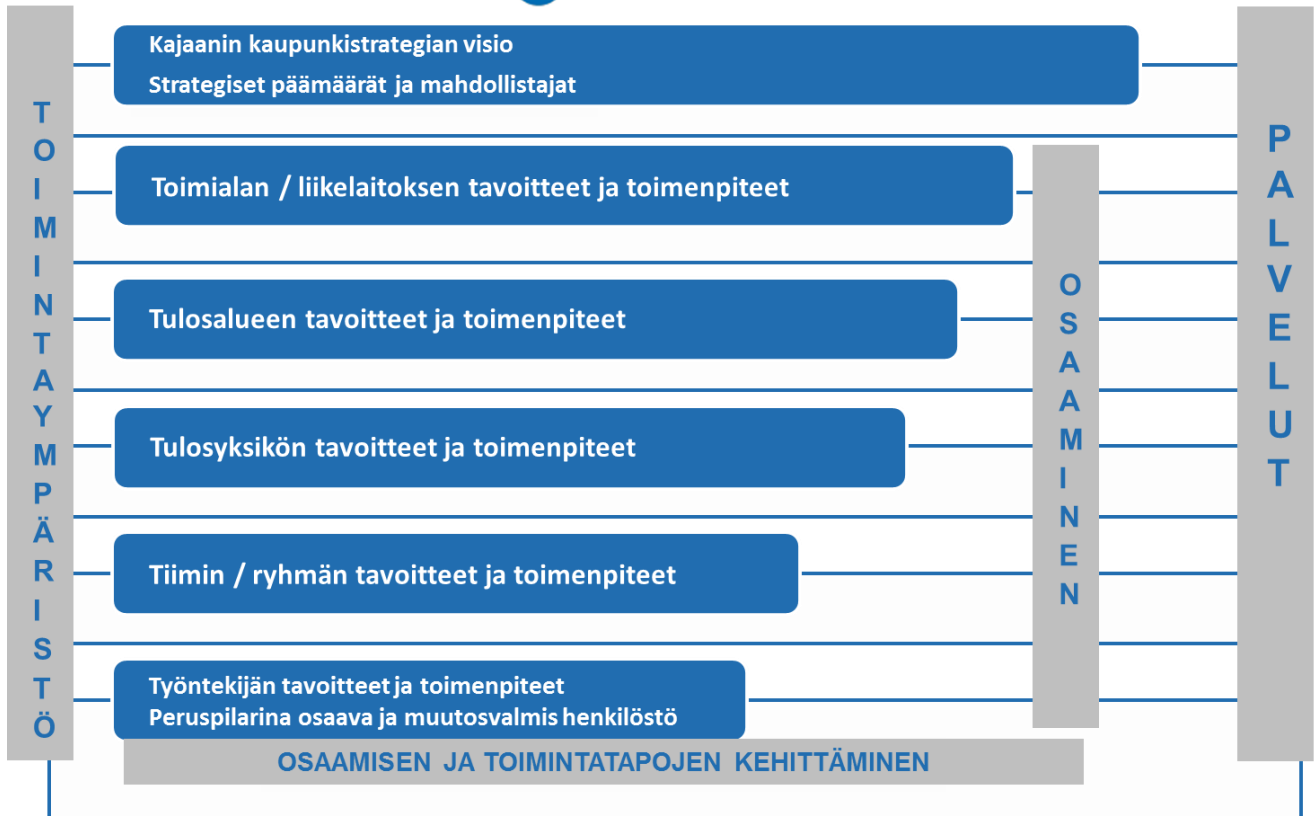 TOIMINTAYMPÄRISTÖ
Kajaanin kaupunkistrategian visio
Strategiset päämäärät ja mahdollistajat
Toimialan / liikelaitoksen tavoitteet ja toimenpiteet
Tulosalueen tavoitteet ja toimenpiteet
Tulosyksikön tavoitteet ja toimenpiteet
Tiimin / ryhmän tavoitteet ja toimenpiteet
Työntekijän tavoitteet ja toimenpiteet
Peruspilarina osaava ja muutosvalmis henkilöstö
OSAAMINEN
PALVELUT
OSAAMISEN JA TOIMINTATAPOJEN KEHITTÄMINEN